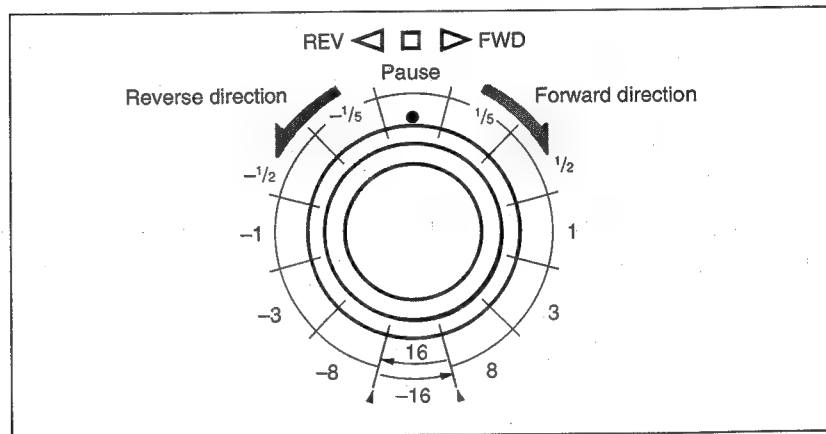 REV FWD
Pause
Reverse direction Forward direction
–1/5 1/5
–1/2 1/2
–1 1
–3 3
–8 16 8
–16